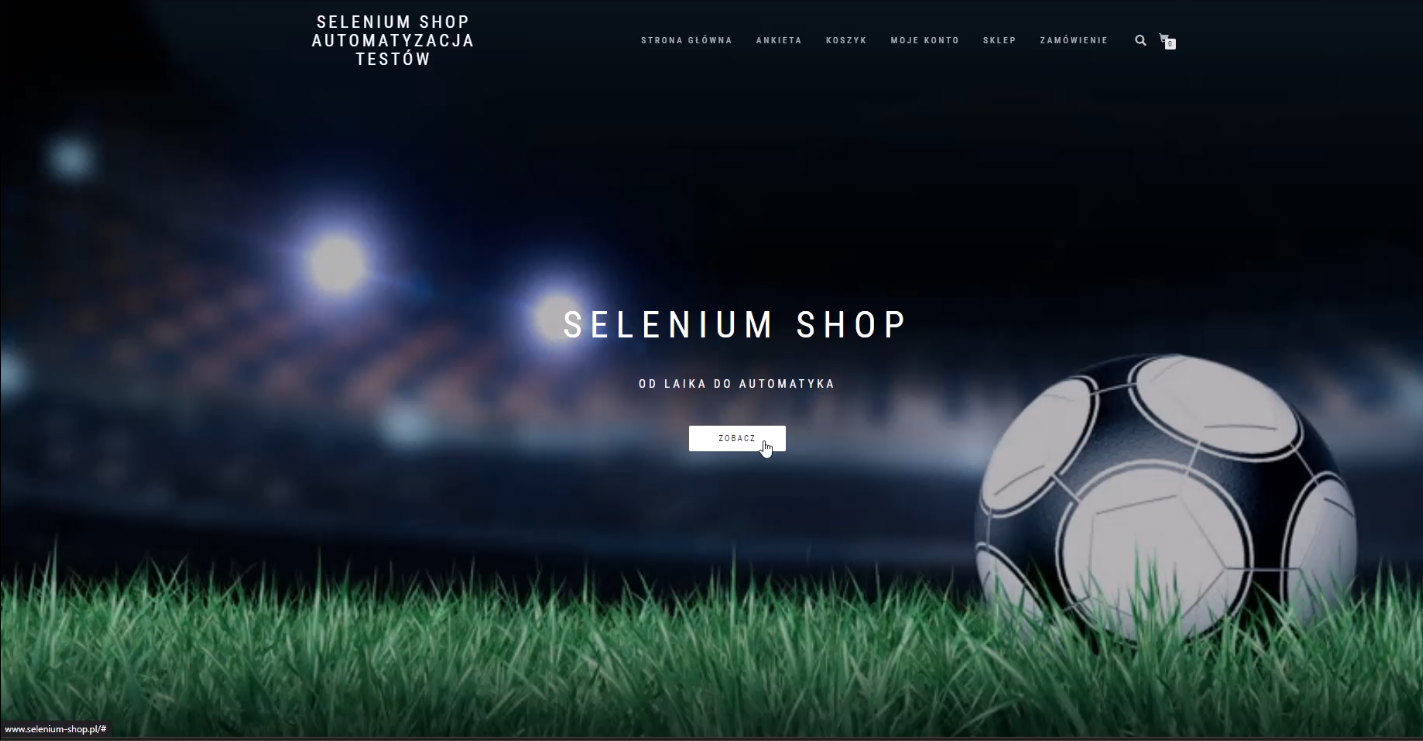 SELENIUM SHOP
AUTOMATYZACJA
TESTÓW
STRONA GŁÓWNA ANKIETA KOSZYK MOJE KONTO SKLEP ZAMÓWIENIE 0
SELENIUM SHOP
OD LAIKA DO AUTOMATYKA
ZOBACZ
www.selenium-shop.pl/#